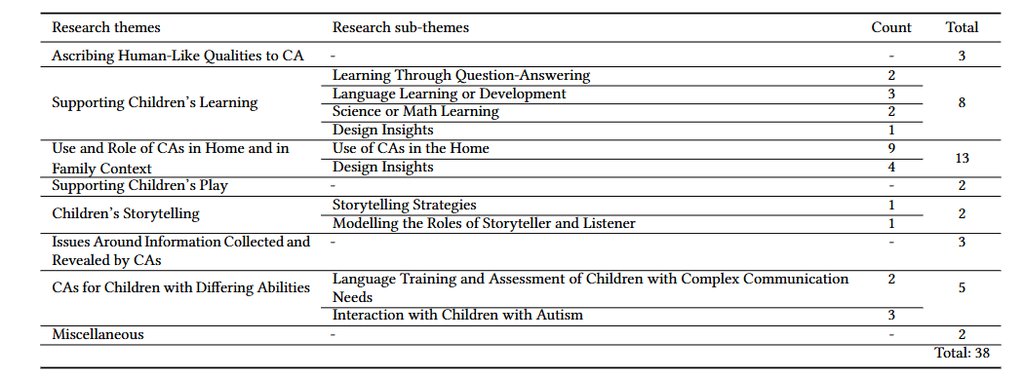 Research themes Research sub-themes Count Total
Ascribing Human-Like Qualities to CA - - 3
Supporting Children's Learning 8
Learning Through Question-Answering 2
Language Learning or Development 3
Science or Math Learning 2
Design Insights 1
Use and Role of CAs in Home and in
Family Context 13
Use of CAs in the Home 9
Design Insights 4
Supporting Children's Play - - 2
Children's Storytelling 2
Storytelling Strategies 1
Modelling the Roles of Storyteller and Listener 1
Issues Around Information Collected and - - 3
Revealed by CAs
CAs for Children with Differing Abilities 5
Language Training and Assessment of Children with Complex Communication 2
Needs
Interaction with Children with Autism 3
Miscellaneous - - 2
Total: 38